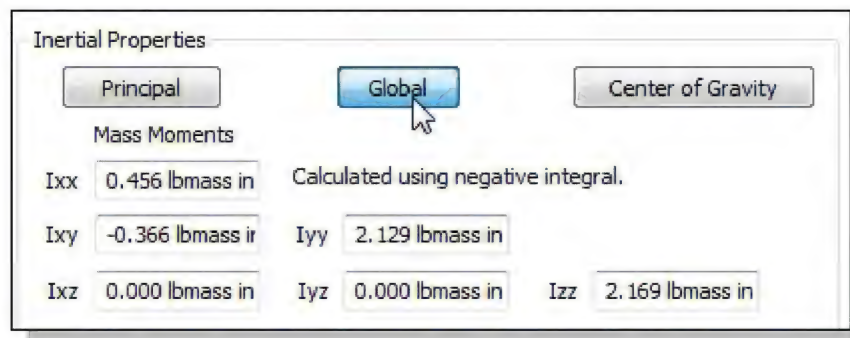 Inertial Properties
Principal Global Center of Gravity
Mass Moments
Ixx 0.456 lbmass in Calculated using negative integral.
Ixy -0.366 lbmass ir Iyy 2.129 lbmass in
Ixz 0.000 lbmass in Iyz 0.000 lbmass in Izz 2.169 lbmass in